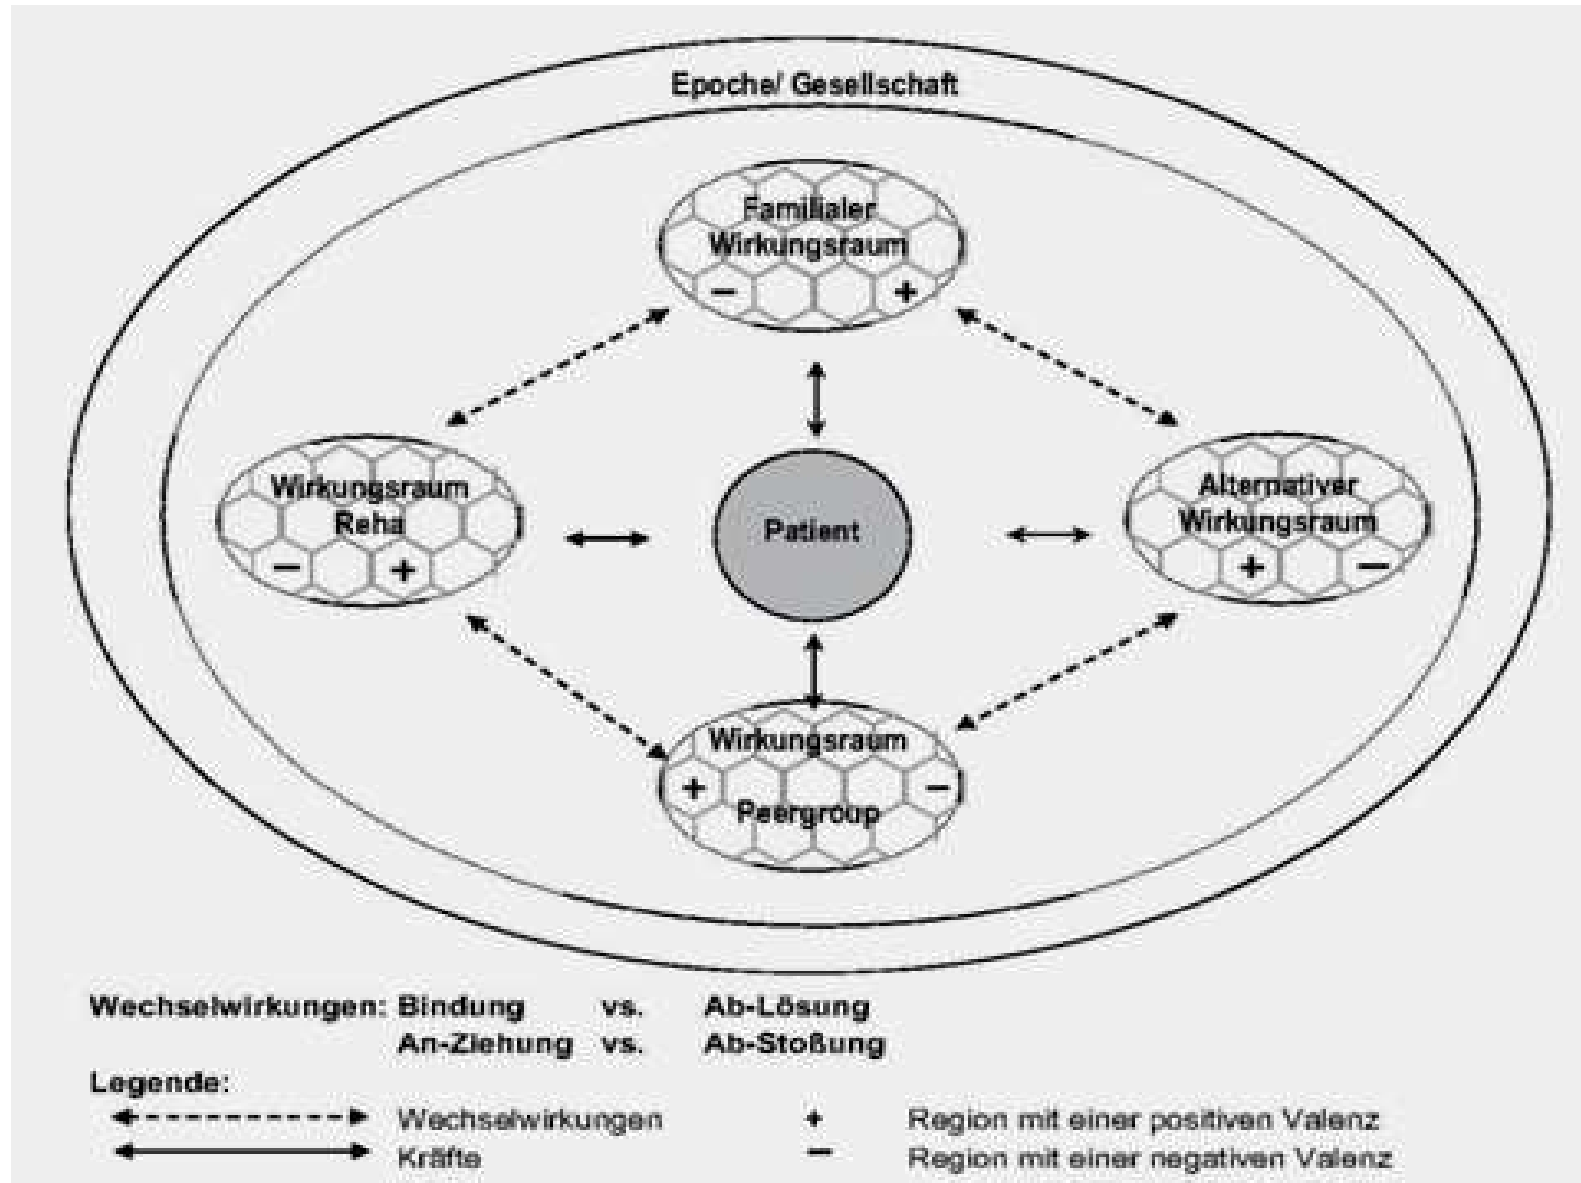 Epoche/ Gesellschaft
Familialer
Wirkungsraum
− +
Wirkungsraum
Reha
− +
Patient
Alternativer
Wirkungsraum
+ −
Wirkungsraum
+ −
Peergroup
Wechselwirkungen: Bindung vs. Ab-Lösung
An-Ziehung vs. Ab-Stoßung
Legende:
Wechselwirkungen + Region mit einer positiven Valenz
Kräfte − Region mit einer negativen Valenz